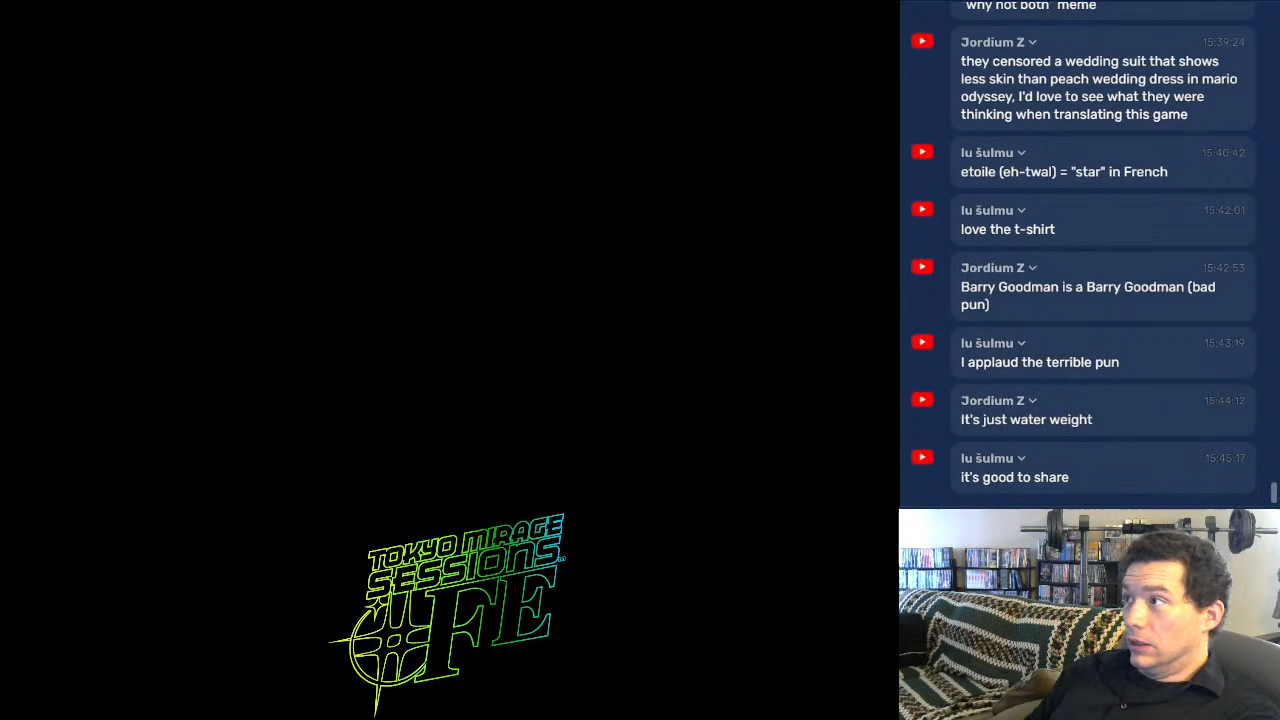 "why not both" meme
Jordium Z
15:39:24
they censored a wedding suit that shows
less skin than peach wedding dress in mario
odyssey, I'd love to see what they were
thinking when translating this game
lu šulmu
15:40:42
etoile (eh-twal) = "star" in French
lu šulmu
15:42:01
love the t-shirt
Jordium Z
15:42:53
Barry Goodman is a Barry Goodman (bad
pun)
lu šulmu
15:43:19
I applaud the terrible pun
Jordium Z
15:44:12
It's just water weight
lu šulmu
15:45:17
it's good to share
TOKYO MIRAGE
SESSIONS
#FE